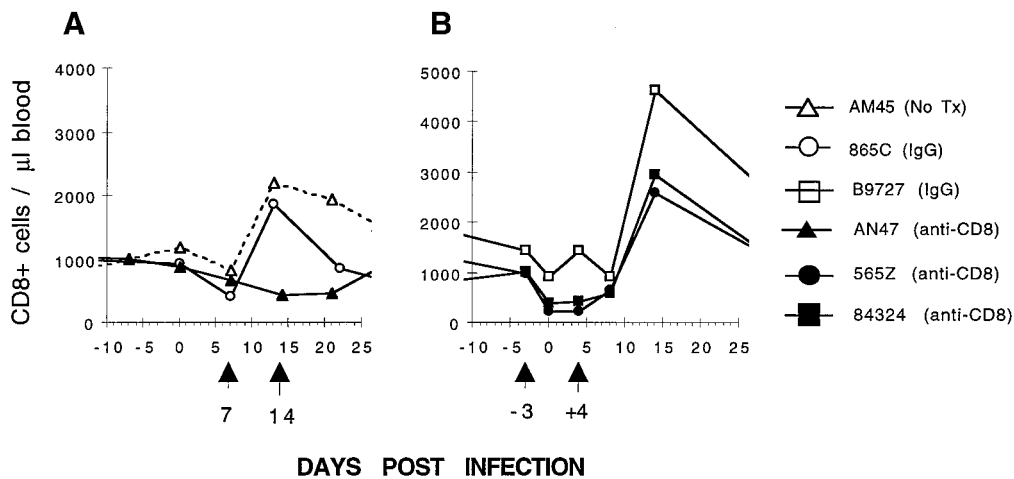 A
B
CD8+ cells / μl blood
4000
3000
2000
1000
0
-10 -5 0 5 10 15 20 25
7
14
5000
4000
3000
2000
1000
0
-10 -5 0 5 10 15 20 25
-3
+4
AM45 (No Tx)
865C (IgG)
B9727 (IgG)
AN47 (anti-CD8)
565Z (anti-CD8)
84324 (anti-CD8)
DAYS POST INFECTION